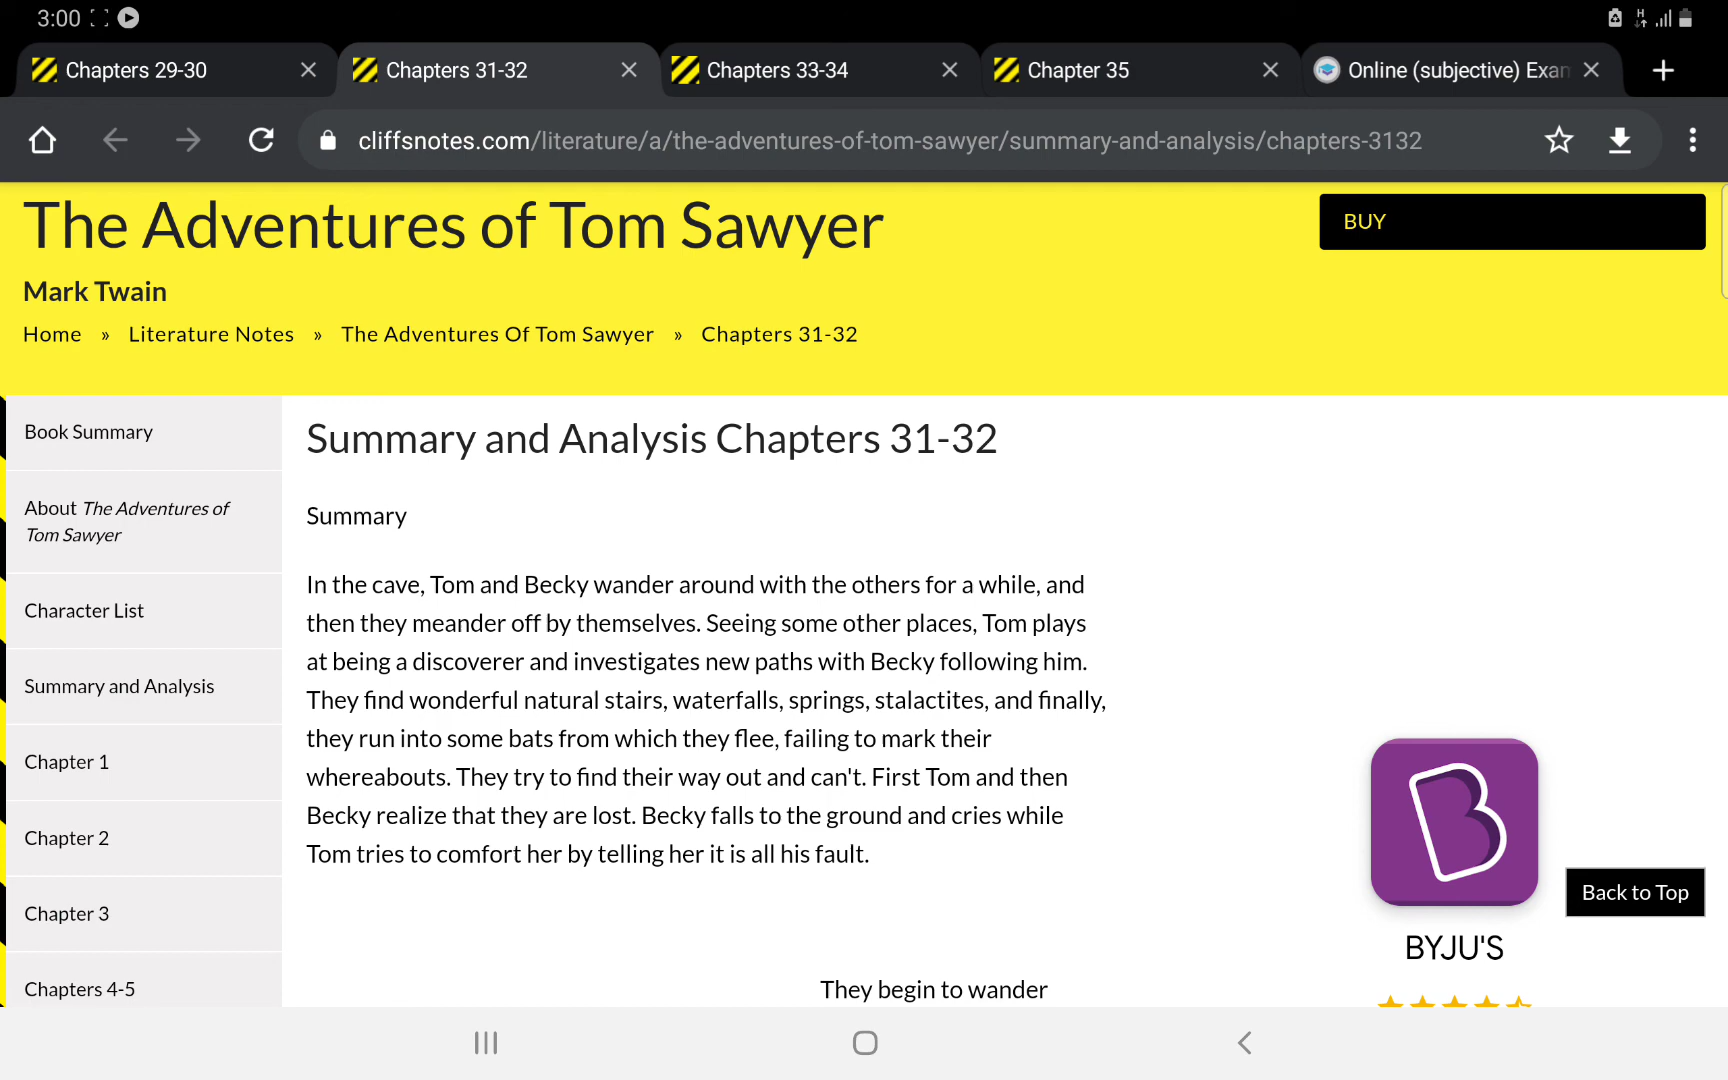 3:00
Chapters 29-30
Chapters 31-32
Chapters 33-34
Chapter 35
Online (subjective) Exan
cliffsnotes.com/literature/a/the-adventures-of-tom-sawyer/summary-and-analysis/chapters-3132
The Adventures of Tom Sawyer
BUY
Mark Twain
Home » Literature Notes » The Adventures Of Tom Sawyer » Chapters 31-32
Book Summary
About The Adventures of
Tom Sawyer
Character List
Summary and Analysis
Chapter 1
Chapter 2
Chapter 3
Chapters 4-5
Summary and Analysis Chapters 31-32
Summary
In the cave, Tom and Becky wander around with the others for a while, and
then they meander off by themselves. Seeing some other places, Tom plays
at being a discoverer and investigates new paths with Becky following him.
They find wonderful natural stairs, waterfalls, springs, stalactites, and finally,
they run into some bats from which they flee, failing to mark their
whereabouts. They try to find their way out and can't. First Tom and then
Becky realize that they are lost. Becky falls to the ground and cries while
Tom tries to comfort her by telling her it is all his fault.
They begin to wander
B
BYJU'S
Back to Top